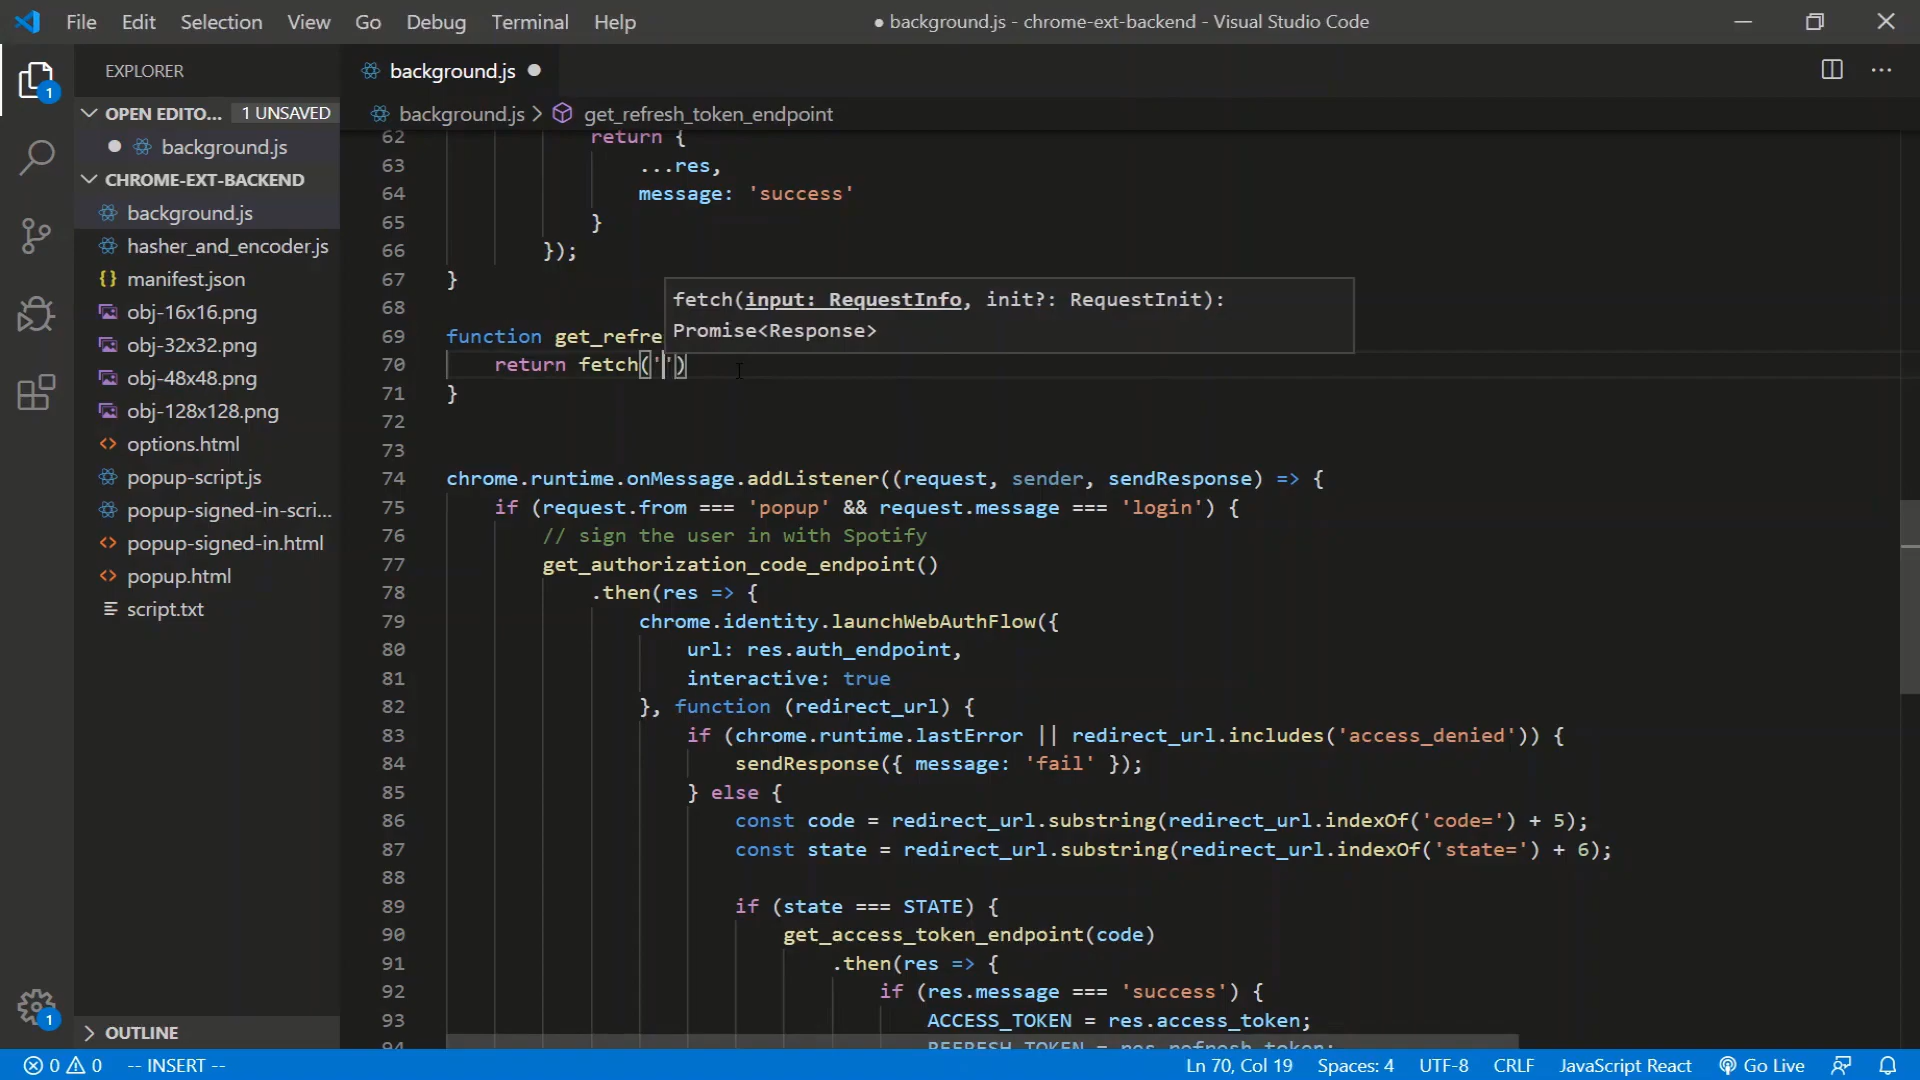 File Edit Selection View Go Debug Terminal Help
● background.js - chrome-ext-backend - Visual Studio Code
EXPLORER
OPEN EDITO... 1 UNSAVED
background.js
CHROME-EXT-BACKEND
background.js
hasher_and_encoder.js
manifest.json
obj-16x16.png
obj-32x32.png
obj-48x48.png
obj-128x128.png
options.html
popup-script.js
popup-signed-in-scri...
popup-signed-in.html
popup.html
script.txt
OUTLINE
1
1
background.js ●
background.js > get_refresh_token_endpoint
62 return {
63 ...res,
64 message: 'success'
65 }
66 });
67 }
68
fetch(input: RequestInfo, init?: RequestInit):
Promise<Response>
69 function get_refre
70 return fetch('')
71 }
72
73
74 chrome.runtime.onMessage.addListener((request, sender, sendResponse) => {
75 if (request.from === 'popup' && request.message === 'login') {
76 // sign the user in with Spotify
77 get_authorization_code_endpoint()
78 .then(res => {
79 chrome.identity.launchWebAuthFlow({
80 url: res.auth_endpoint,
81 interactive: true
82 }, function (redirect_url) {
83 if (chrome.runtime.lastError || redirect_url.includes('access_denied')) {
84 sendResponse({ message: 'fail' });
85 } else {
86 const code = redirect_url.substring(redirect_url.indexOf('code=') + 5);
87 const state = redirect_url.substring(redirect_url.indexOf('state=') + 6);
88
89 if (state === STATE) {
90 get_access_token_endpoint(code)
91 .then(res => {
92 if (res.message === 'success') {
93 ACCESS_TOKEN = res.access_token;
94 REFRESH_TOKEN = res.refresh_token;
0 0 -- INSERT -- Ln 70, Col 19 Spaces: 4 UTF-8 CRLF JavaScript React Go Live